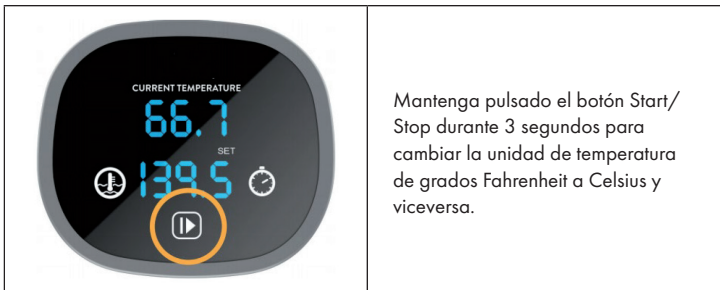 CURRENT TEMPERATURE
66.7
SET
139.5
Mantenga pulsado el botón Start/
Stop durante 3 segundos para
cambiar la unidad de temperatura
de grados Fahrenheit a Celsius y
viceversa.